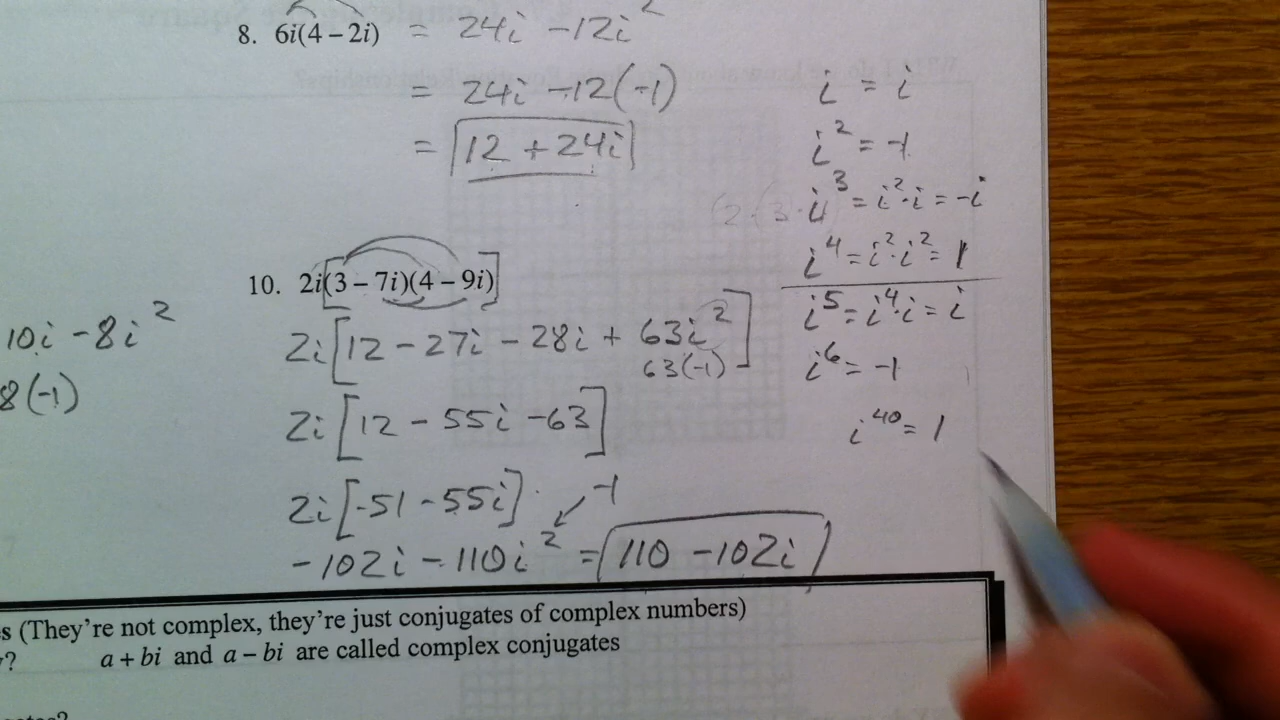 8. 6i(4 – 2i) = 24i – 12i²
= 24i – 12(-1)
= 12 + 24i
i = i
i² = -1
i³ = i²·i = -i
i⁴ = i²·i² = 1
i⁵ = i⁴·i = i
i⁶ = -1
i⁴⁰ = 1
10. 2i[(3 – 7i)(4 – 9i)]
2i[12 – 27i – 28i + 63i²]
63(-1)
2i[12 – 55i – 63]
2i[-51 – 55i]
-1
-102i – 110i² = 110 – 102i
10i – 8i²
8(-1)
s (They're not complex, they're just conjugates of complex numbers)
? a + bi and a – bi are called complex conjugates